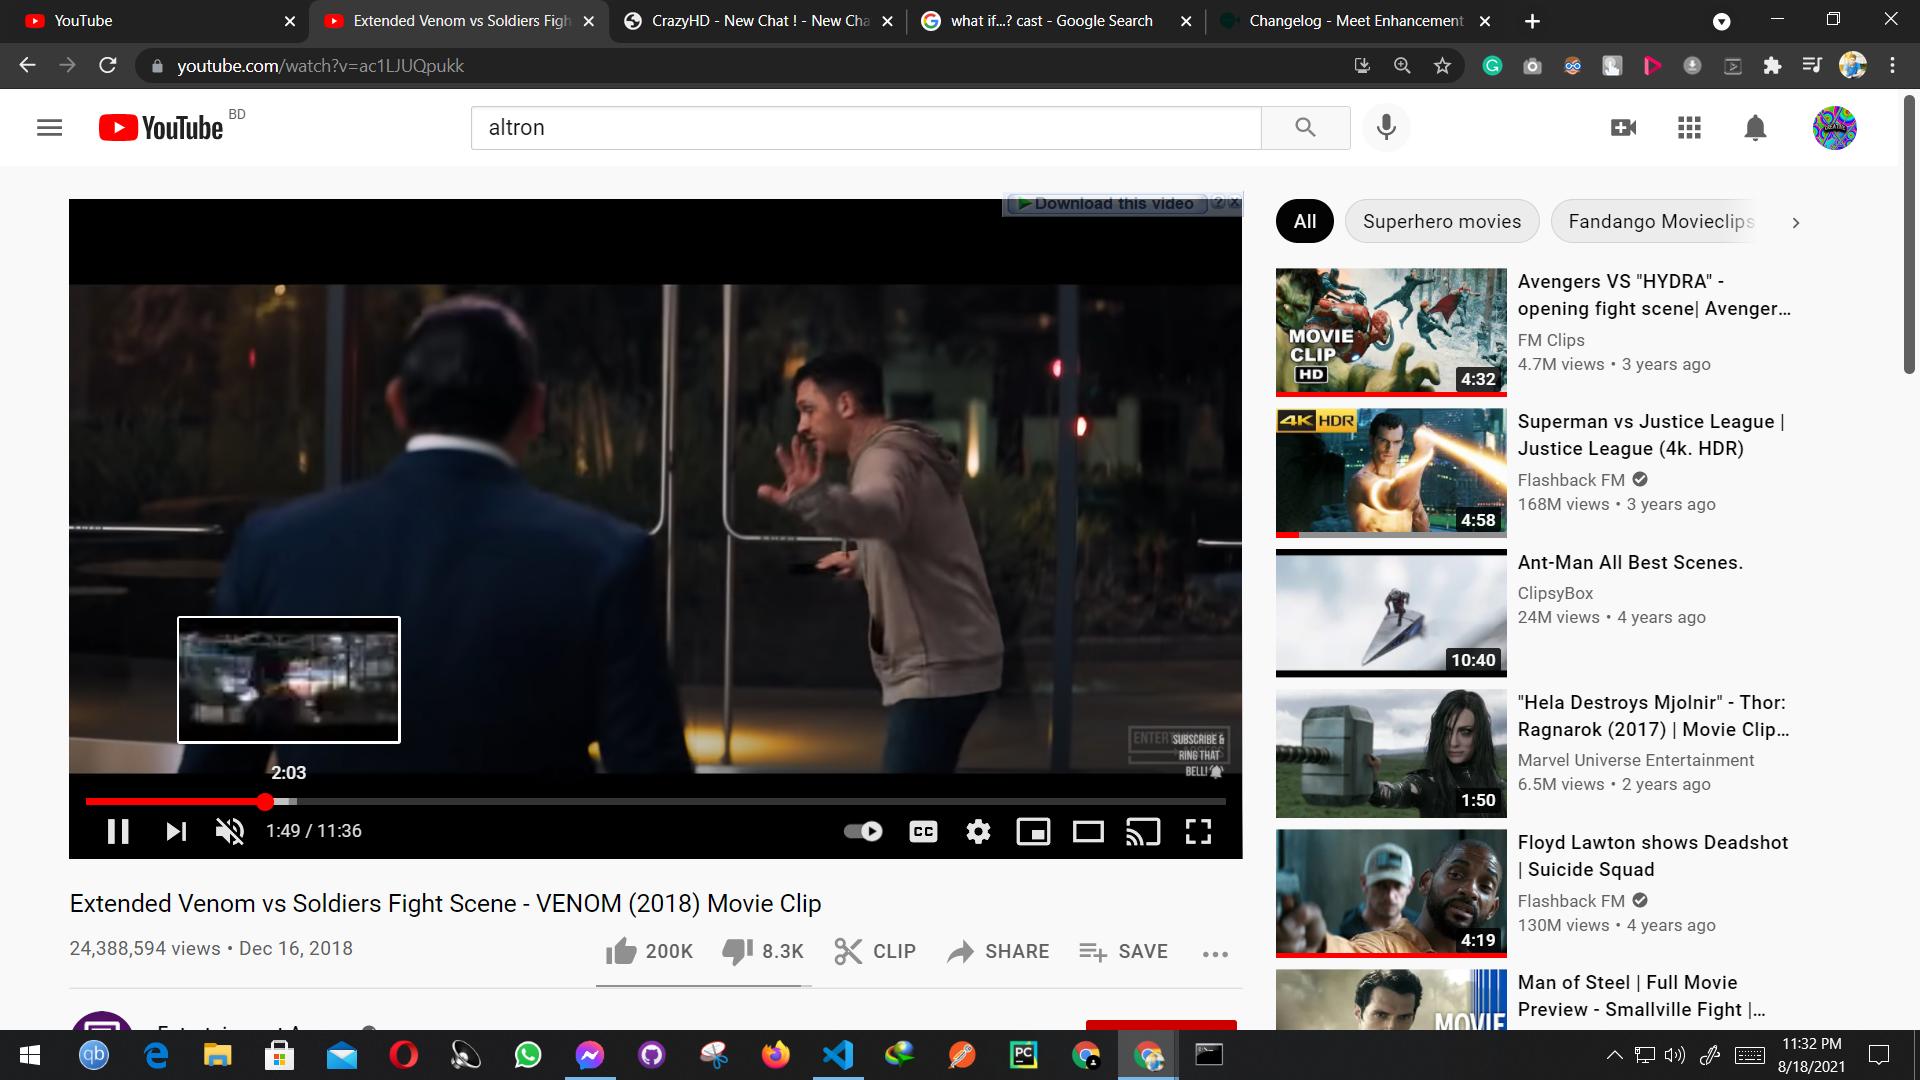 YouTube
Extended Venom vs Soldiers Figh
CrazyHD - New Chat ! - New Cha
what if...? cast - Google Search
Changelog - Meet Enhancement
youtube.com/watch?v=ac1LJUQpukk
YouTube BD
altron
Download this video
All
Superhero movies
Fandango Movieclips
MOVIE
CLIP
HD
4:32
Avengers VS "HYDRA" -
opening fight scene| Avenger...
FM Clips
4.7M views • 3 years ago
4K HDR
4:58
Superman vs Justice League |
Justice League (4k. HDR)
Flashback FM
168M views • 3 years ago
10:40
Ant-Man All Best Scenes.
ClipsyBox
24M views • 4 years ago
1:50
"Hela Destroys Mjolnir" - Thor:
Ragnarok (2017) | Movie Clip...
Marvel Universe Entertainment
6.5M views • 2 years ago
4:19
Floyd Lawton shows Deadshot
| Suicide Squad
Flashback FM
130M views • 4 years ago
MOVIE
Man of Steel | Full Movie
Preview - Smallville Fight |...
SUBSCRIBE &
RING THAT
BELL!
2:03
1:49 / 11:36
CC
Extended Venom vs Soldiers Fight Scene - VENOM (2018) Movie Clip
24,388,594 views • Dec 16, 2018
200K
8.3K
CLIP
SHARE
SAVE
qb
PC
11:32 PM
8/18/2021